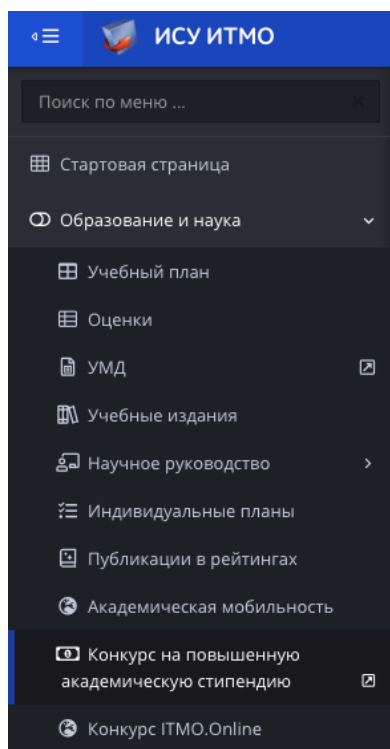 ИСУ ИТМО
Поиск по меню ...
Стартовая страница
Образование и наука
Учебный план
Оценки
УМД
Учебные издания
Научное руководство
Индивидуальные планы
Публикации в рейтингах
Академическая мобильность
Конкурс на повышенную
академическую стипендию
Конкурс ITMO.Online